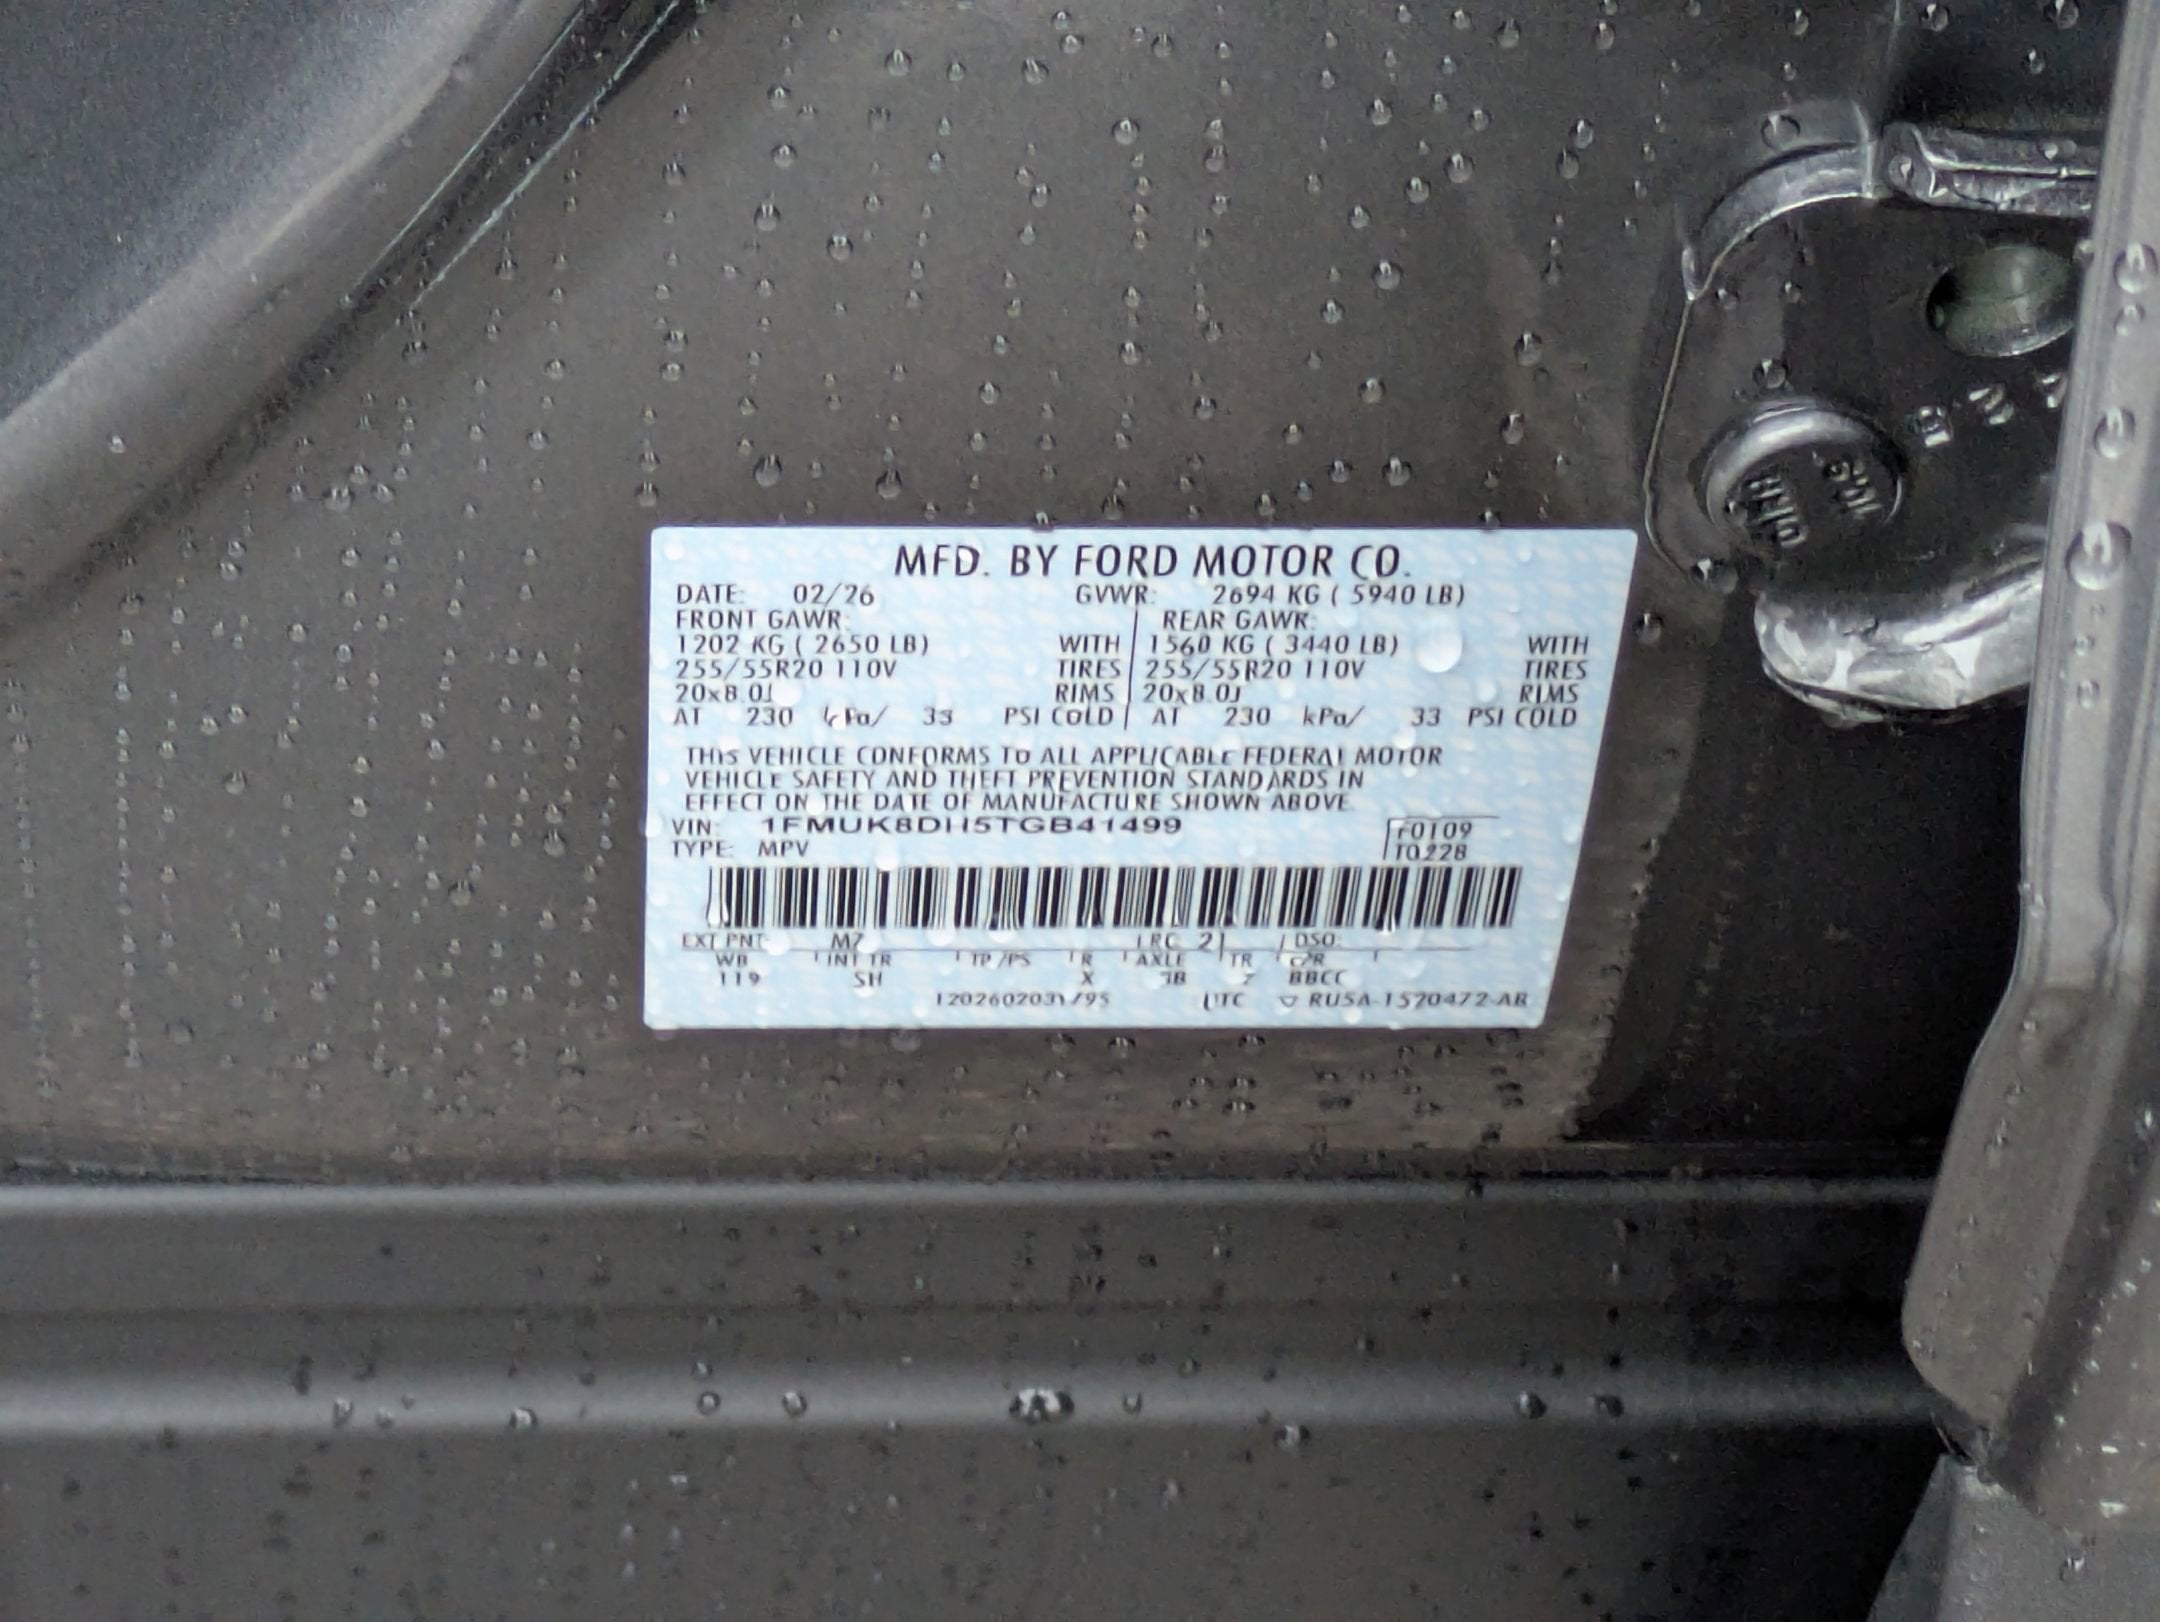 MFD. BY FORD MOTOR CO.
DATE: 02/26 GVWR: 2694 KG ( 5940 LB)
FRONT GAWR: REAR GAWR:
1202 KG ( 2650 LB) WITH 1560 KG ( 3440 LB) WITH
255/55R20 110V TIRES 255/55R20 110V TIRES
20x8.0J RIMS 20x8.0J RIMS
AT 230 kPa/ 33 PSI COLD AT 230 kPa/ 33 PSI COLD
THIS VEHICLE CONFORMS TO ALL APPLICABLE FEDERAL MOTOR
VEHICLE SAFETY AND THEFT PREVENTION STANDARDS IN
EFFECT ON THE DATE OF MANUFACTURE SHOWN ABOVE.
VIN: 1FMUK8DH5TGB41499 F0109
TYPE: MPV T0228
EXT PNT: M7 RC: 21 DSO:
WB INT TR TP/PS R AXLE TR
119 SH X BBCC
UTC RU5A-1520472-AB